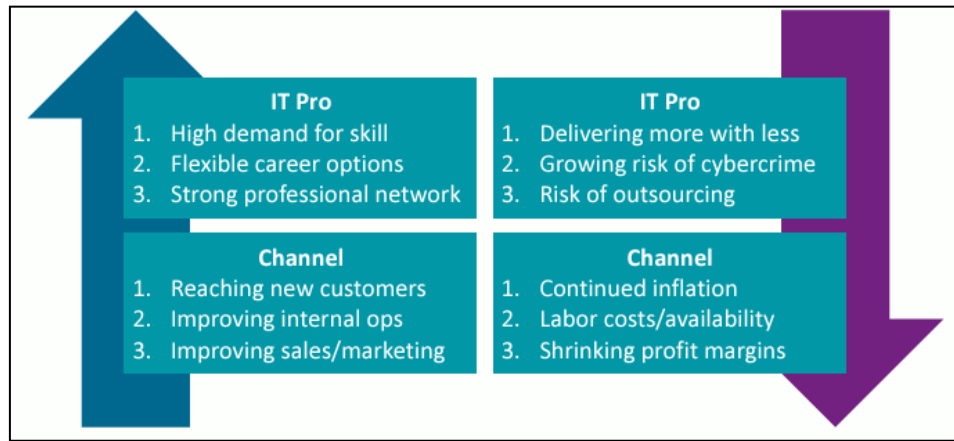 IT Pro
1. High demand for skill
2. Flexible career options
3. Strong professional network
IT Pro
1. Delivering more with less
2. Growing risk of cybercrime
3. Risk of outsourcing
Channel
1. Reaching new customers
2. Improving internal ops
3. Improving sales/marketing
Channel
1. Continued inflation
2. Labor costs/availability
3. Shrinking profit margins